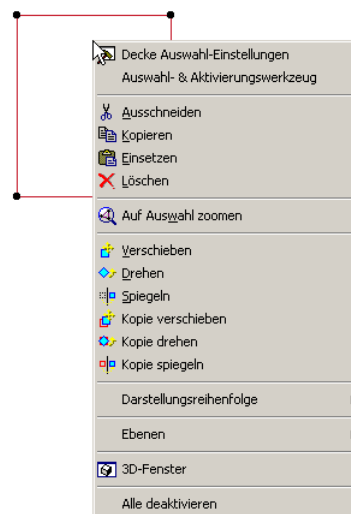 Decke Auswahl-Einstellungen
Auswahl- & Aktivierungswerkzeug
Ausschneiden
Kopieren
Einsetzen
Löschen
Auf Auswahl zoomen
Verschieben
Drehen
Spiegeln
Kopie verschieben
Kopie drehen
Kopie spiegeln
Darstellungsreihenfolge
Ebenen
3D-Fenster
Alle deaktivieren